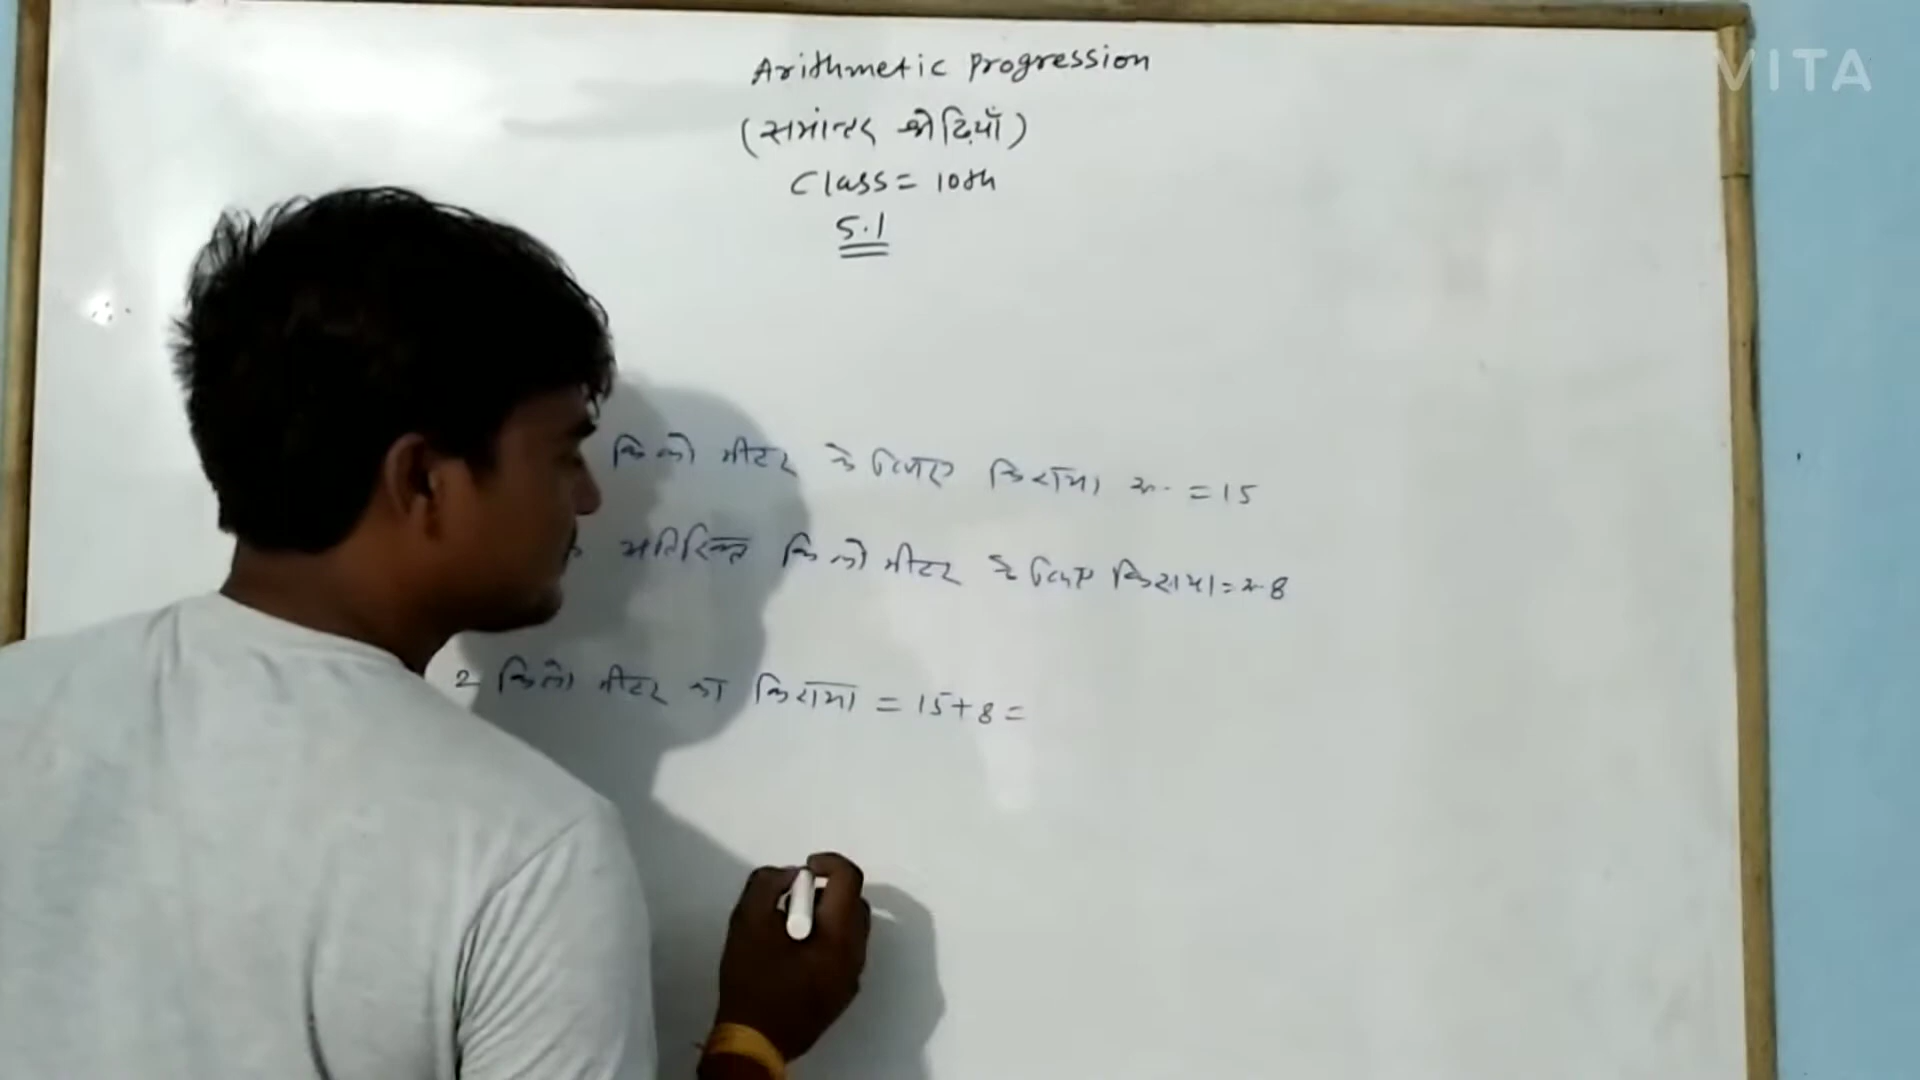 Arithmetic Progression
VITA
(समांतर श्रेढ़ियाँ)
Class = 10th
5.1
किलो मीटर के लिए किराया रू. = 15
अतिरिक्त किलो मीटर के लिए किराया = रू 8
2 किलो मीटर का किराया = 15 + 8 =